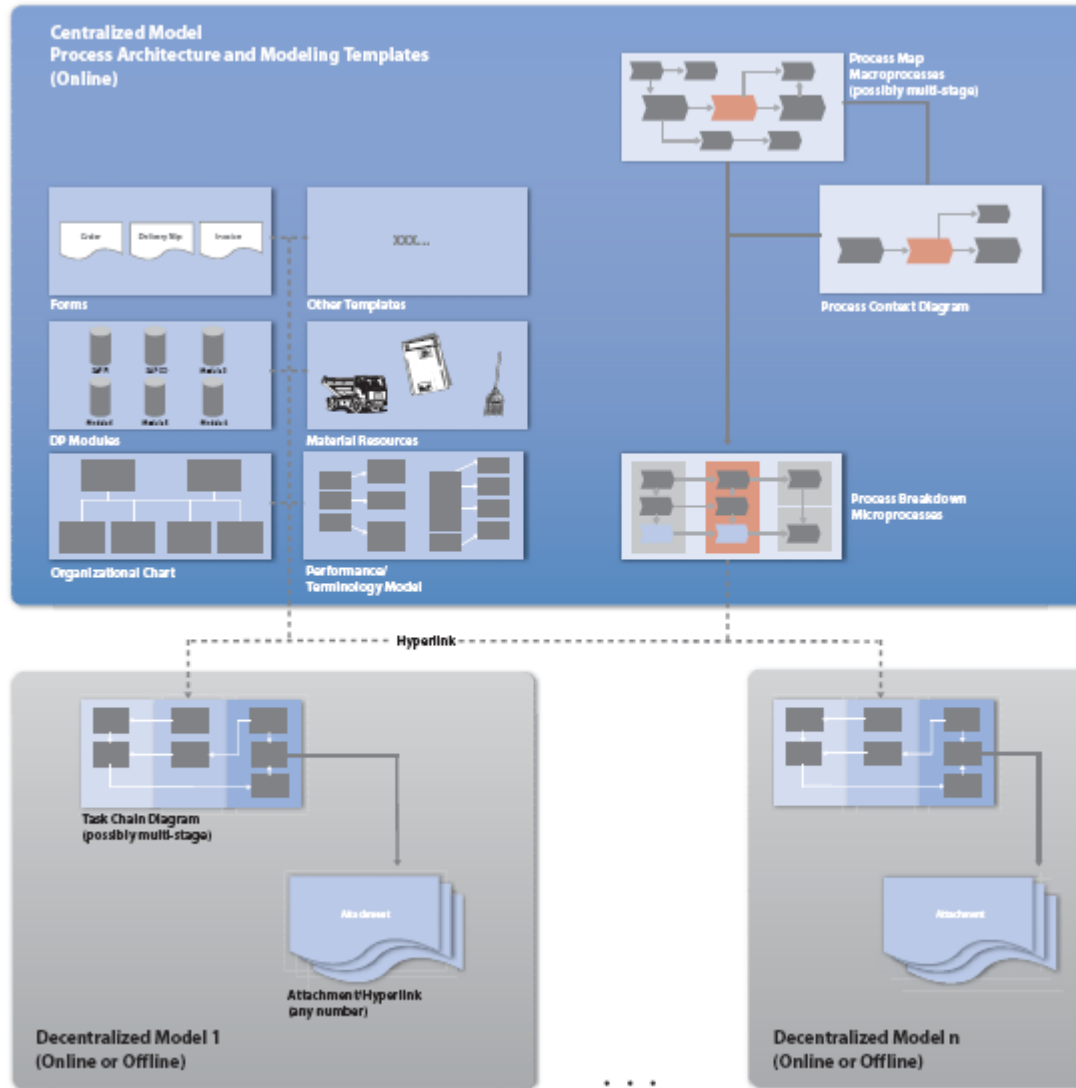 Centralized Model
Process Architecture and Modeling Templates
(Online)
Process Map
Macroprocesses
(possibly multi-stage)
Order
Delivery Slip
Invoice
XXX...
Forms
Other Templates
Process Context Diagram
DP Modules
Material Resources
Process Breakdown
Microprocesses
Organizational Chart
Performance/
Terminology Model
Hyperlink
Task Chain Diagram
(possibly multi-stage)
Attachment
Attachment
Attachment/Hyperlink
(any number)
Decentralized Model 1
(Online or Offline)
Decentralized Model n
(Online or Offline)
. . .